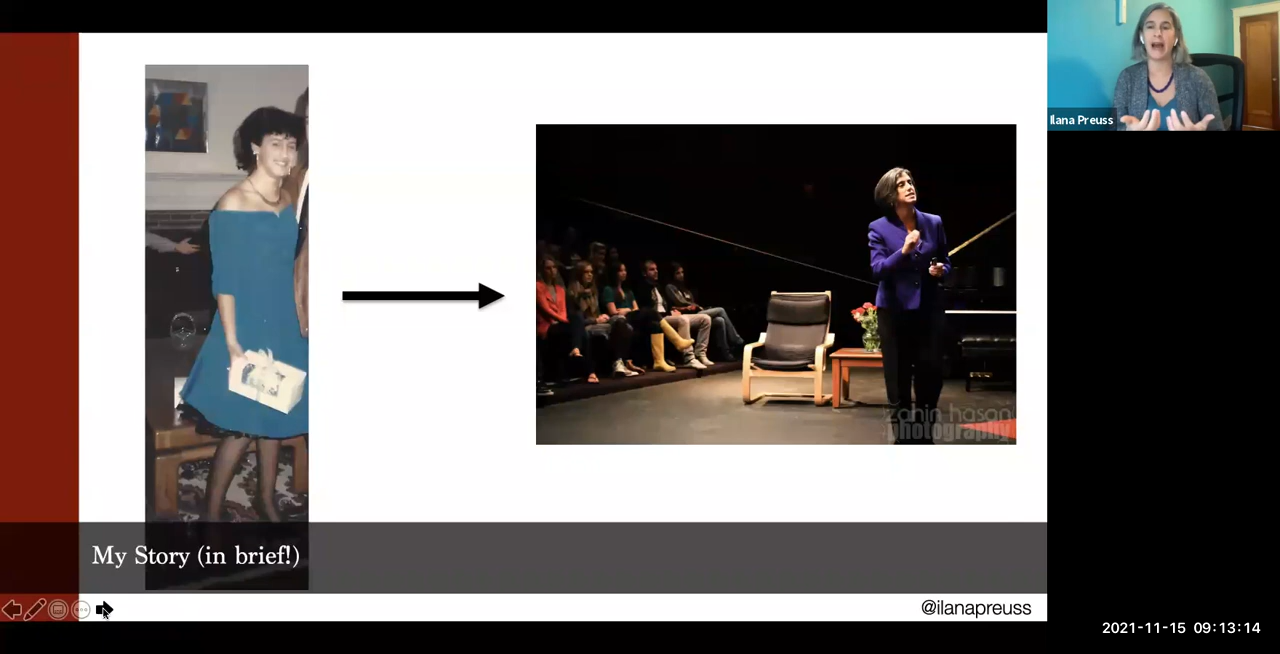 Ilana Preuss
zahin hasan
photography
My Story (in brief!)
@ilanapreuss
2021-11-15 09:13:14